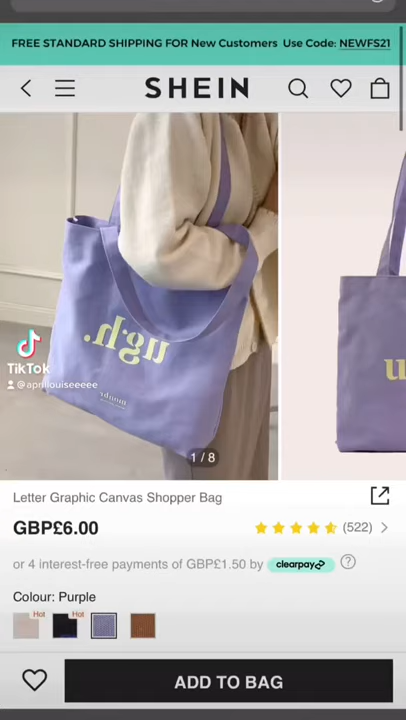 FREE STANDARD SHIPPING FOR New Customers Use Code: NEWFS21
SHEIN
ugh.
TikTok
@aprillouiseeeee
1 / 8
Letter Graphic Canvas Shopper Bag
GBP£6.00
(522)
or 4 interest-free payments of GBP£1.50 by clearpay ?
Colour: Purple
Hot
Hot
ADD TO BAG